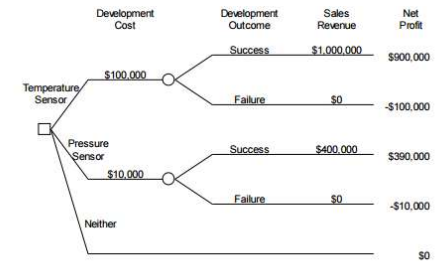 Development Cost
Development Outcome
Sales Revenue
Net Profit
Success
$1,000,000
$900,000
$100,000
Temperature Sensor
Failure
$0
-$100,000
Pressure Sensor
Success
$400,000
$390,000
$10,000
Failure
$0
-$10,000
Neither
$0